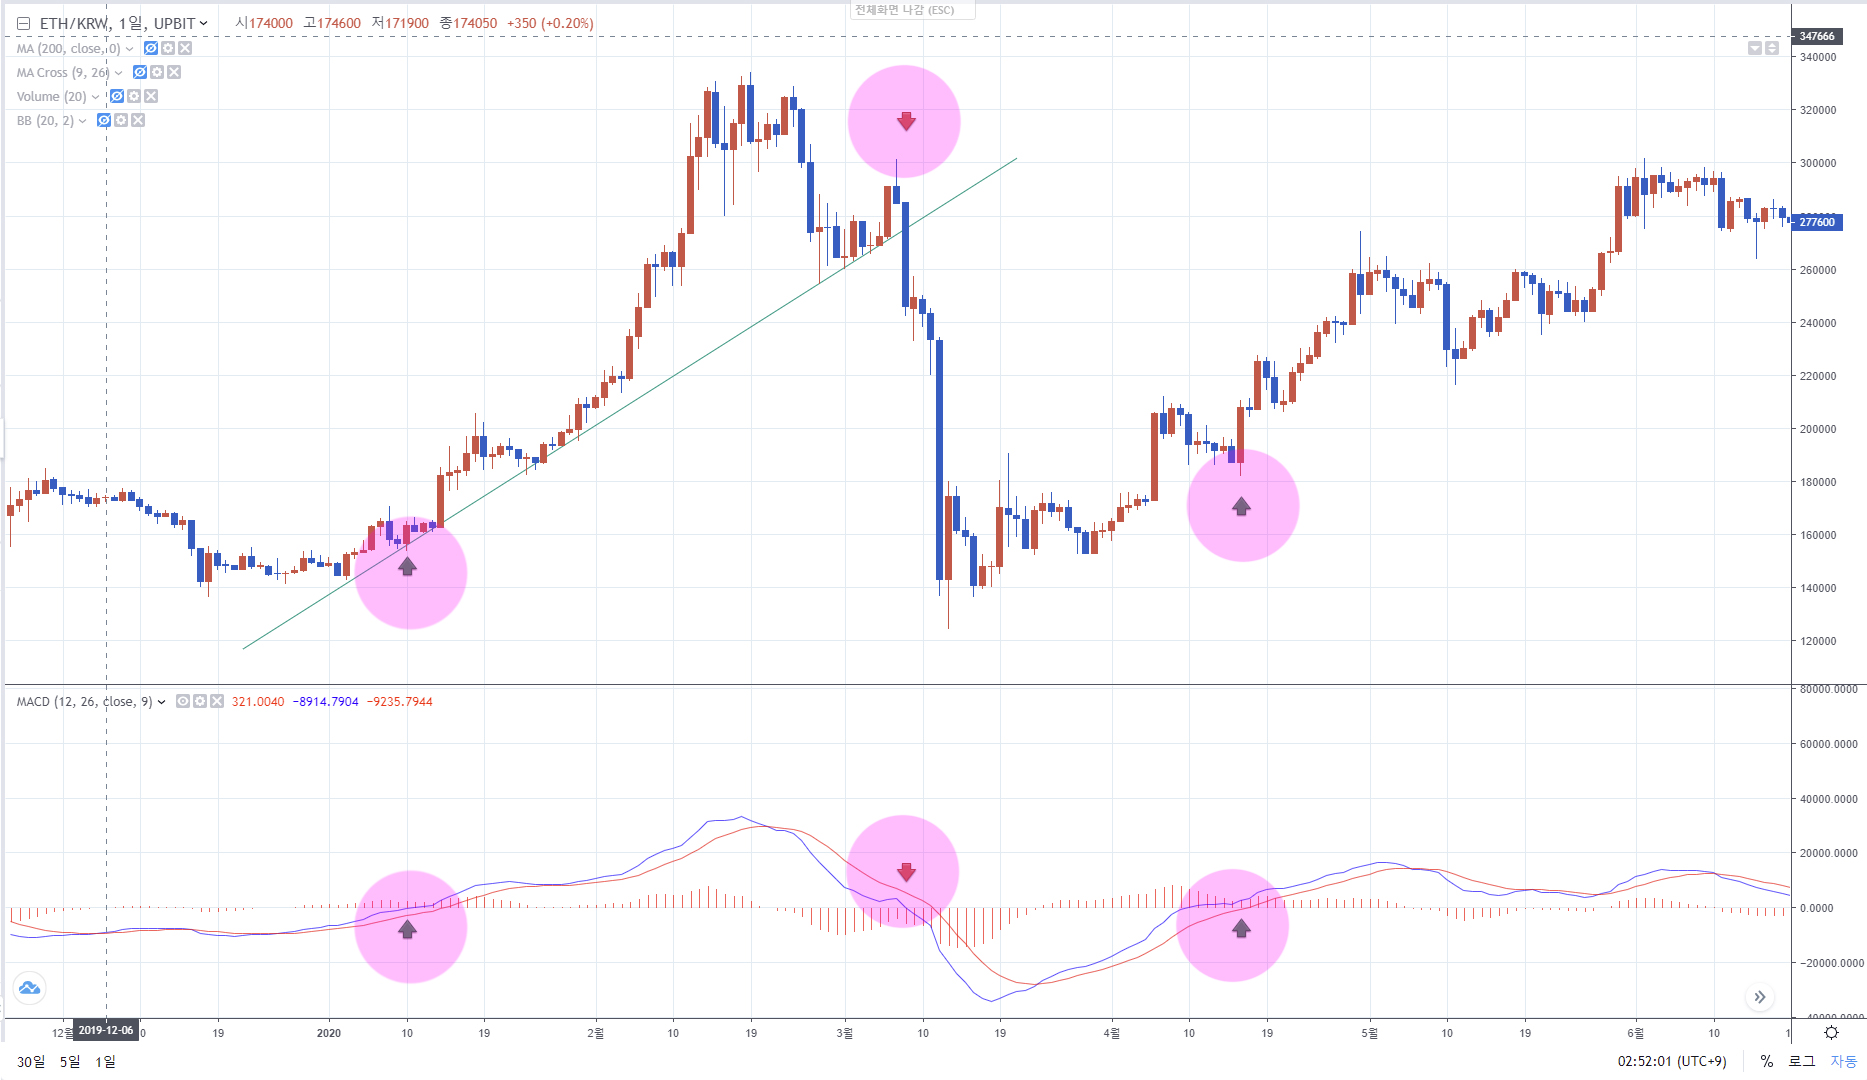 전체화면 나감 (ESC)
ETH/KRW, 1일, UPBIT 시174000 고174600 저171900 종174050 +350 (+0.20%)
MA (200, close, 0)
MA Cross (9, 26)
Volume (20)
BB (20, 2)
347666
340000
320000
300000
277600
260000
240000
220000
200000
180000
160000
140000
120000
MACD (12, 26, close, 9) 321.0040 −8914.7904 −9235.7944
80000.0000
60000.0000
40000.0000
20000.0000
0.0000
−20000.0000
12월 2019-12-06 19 2020 10 19 2월 10 19 3월 10 19 4월 10 19 5월 10 19 6월 10
30일 5일 1일 02:52:01 (UTC+9) % 로그 자동